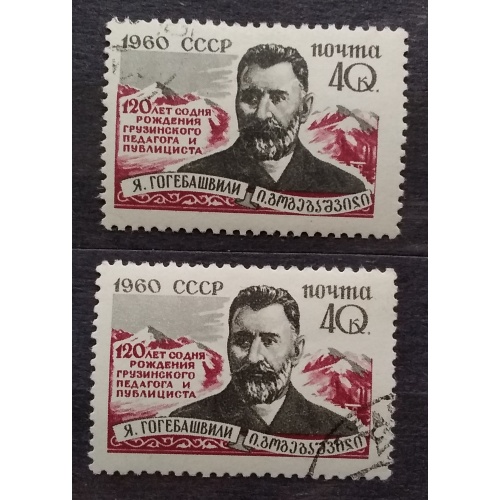 1960 СССР почта
40К.
120 ЛЕТ СО ДНЯ
РОЖДЕНИЯ
ГРУЗИНСКОГО
ПЕДАГОГА И
ПУБЛИЦИСТА
Я. ГОГЕБАШВИЛИ ი. გოგებაშვილი
1960 СССР почта
40К.
120 ЛЕТ СО ДНЯ
РОЖДЕНИЯ
ГРУЗИНСКОГО
ПЕДАГОГА И
ПУБЛИЦИСТА
Я. ГОГЕБАШВИЛИ ი. გოგებაშვილი